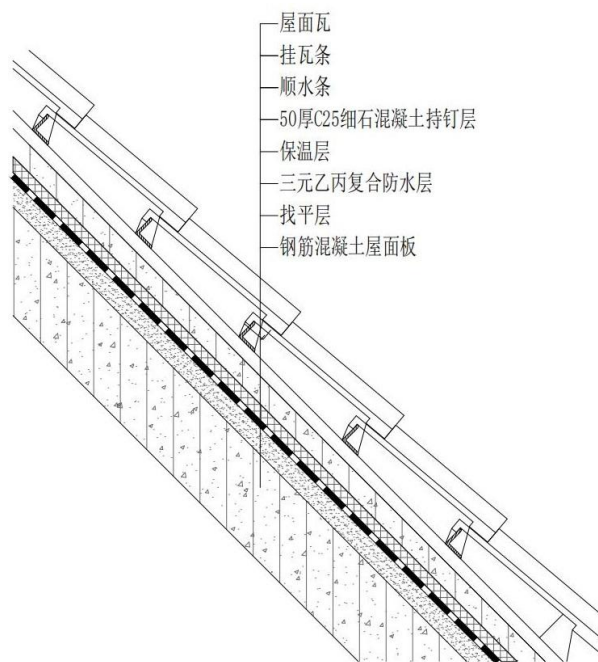 屋面瓦
挂瓦条
顺水条
50厚C25细石混凝土持钉层
保温层
三元乙丙复合防水层
找平层
钢筋混凝土屋面板